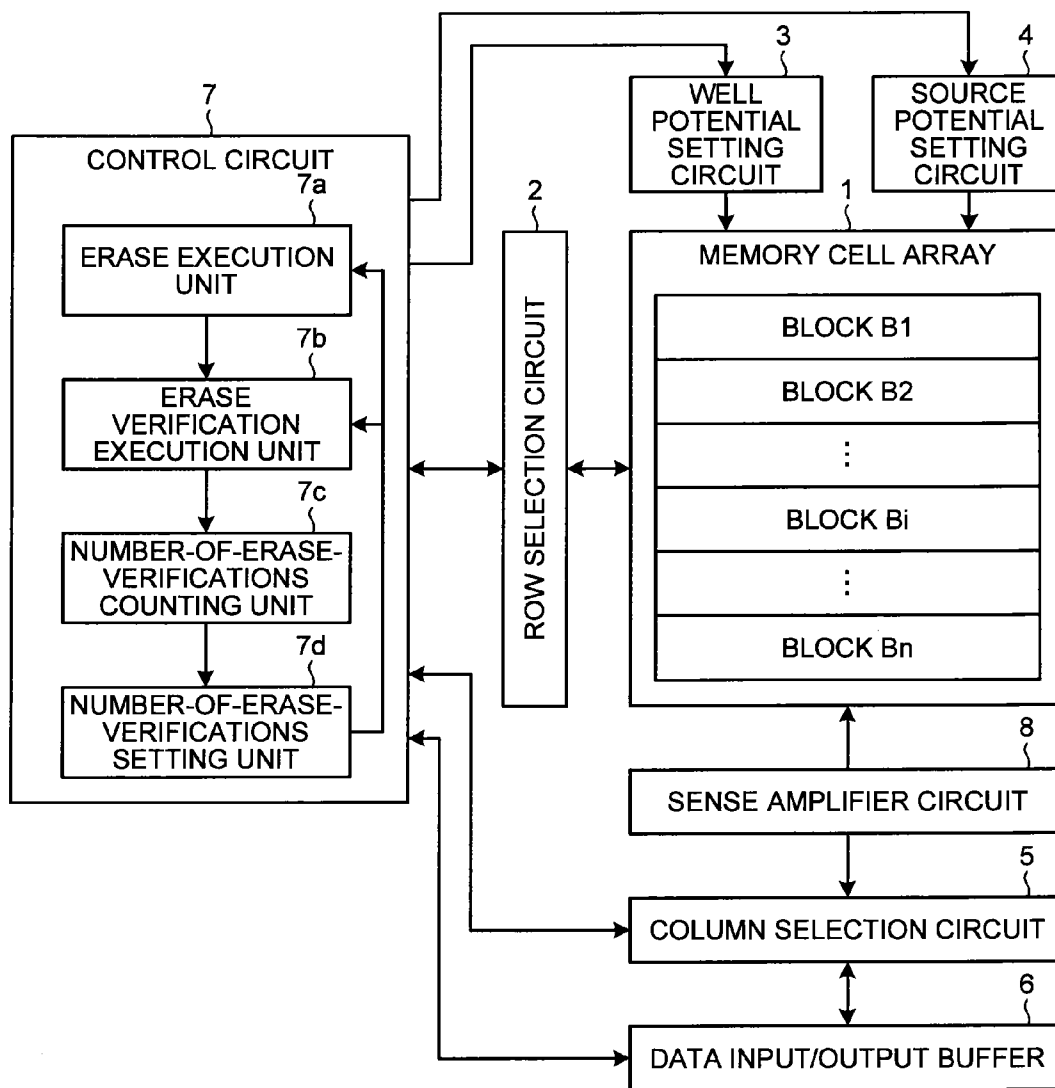 3
4
WELL
POTENTIAL
SETTING
CIRCUIT
SOURCE
POTENTIAL
SETTING
CIRCUIT
7
CONTROL CIRCUIT
7a
ERASE EXECUTION
UNIT
7b
ERASE
VERIFICATION
EXECUTION UNIT
7c
NUMBER-OF-ERASE-
VERIFICATIONS
COUNTING UNIT
7d
NUMBER-OF-ERASE-
VERIFICATIONS
SETTING UNIT
2
ROW SELECTION CIRCUIT
1
MEMORY CELL ARRAY
BLOCK B1
BLOCK B2
⋮
BLOCK Bi
⋮
BLOCK Bn
8
SENSE AMPLIFIER CIRCUIT
5
COLUMN SELECTION CIRCUIT
6
DATA INPUT/OUTPUT BUFFER